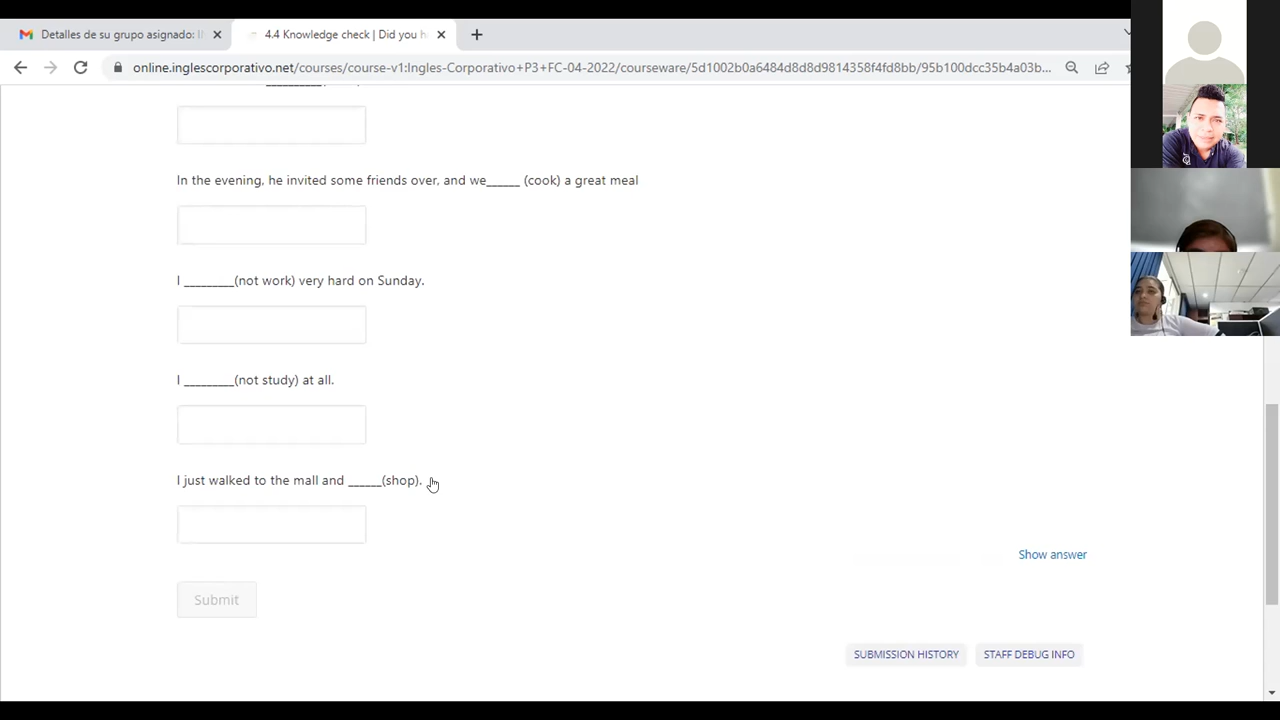 Detalles de su grupo asignado: I
4.4 Knowledge check | Did you h
online.inglescorporativo.net/courses/course-v1:Ingles-Corporativo+P3+FC-04-2022/courseware/5d1002b0a6484d8d8d9814358f4fd8bb/95b100dcc35b4a03b...
In the evening, he invited some friends over, and we______ (cook) a great meal
I _________(not work) very hard on Sunday.
I _________(not study) at all.
I just walked to the mall and ______(shop).
Show answer
Submit
SUBMISSION HISTORY
STAFF DEBUG INFO